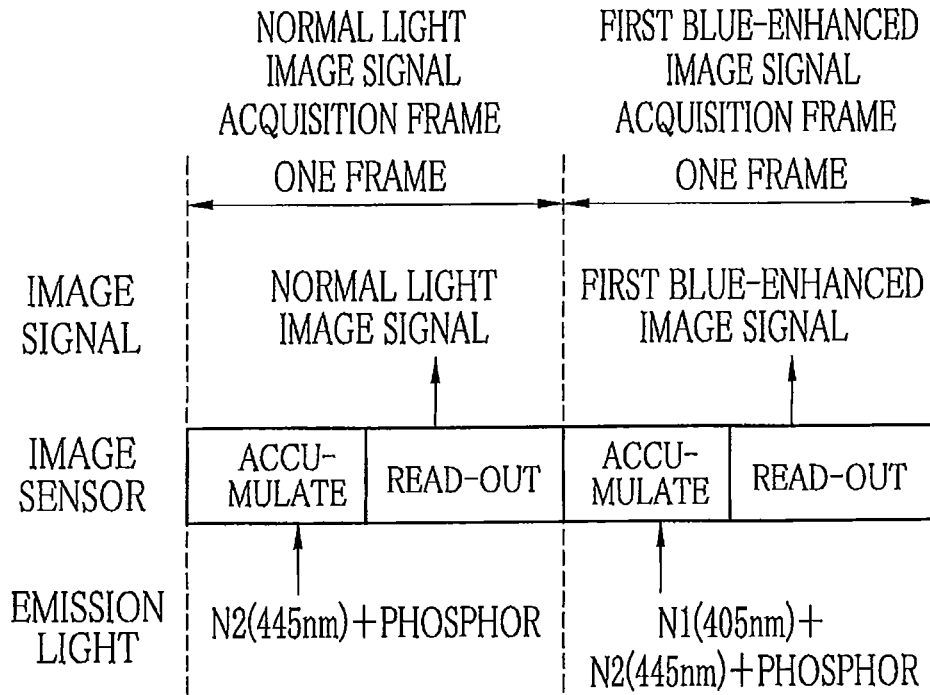 NORMAL LIGHT
IMAGE SIGNAL
ACQUISITION FRAME
FIRST BLUE-ENHANCED
IMAGE SIGNAL
ACQUISITION FRAME
ONE FRAME
ONE FRAME
IMAGE
SIGNAL
NORMAL LIGHT
IMAGE SIGNAL
FIRST BLUE-ENHANCED
IMAGE SIGNAL
IMAGE
SENSOR
ACCU-
MULATE
READ-OUT
ACCU-
MULATE
READ-OUT
EMISSION
LIGHT
N2(445nm)+PHOSPHOR
N1(405nm)+
N2(445nm)+PHOSPHOR